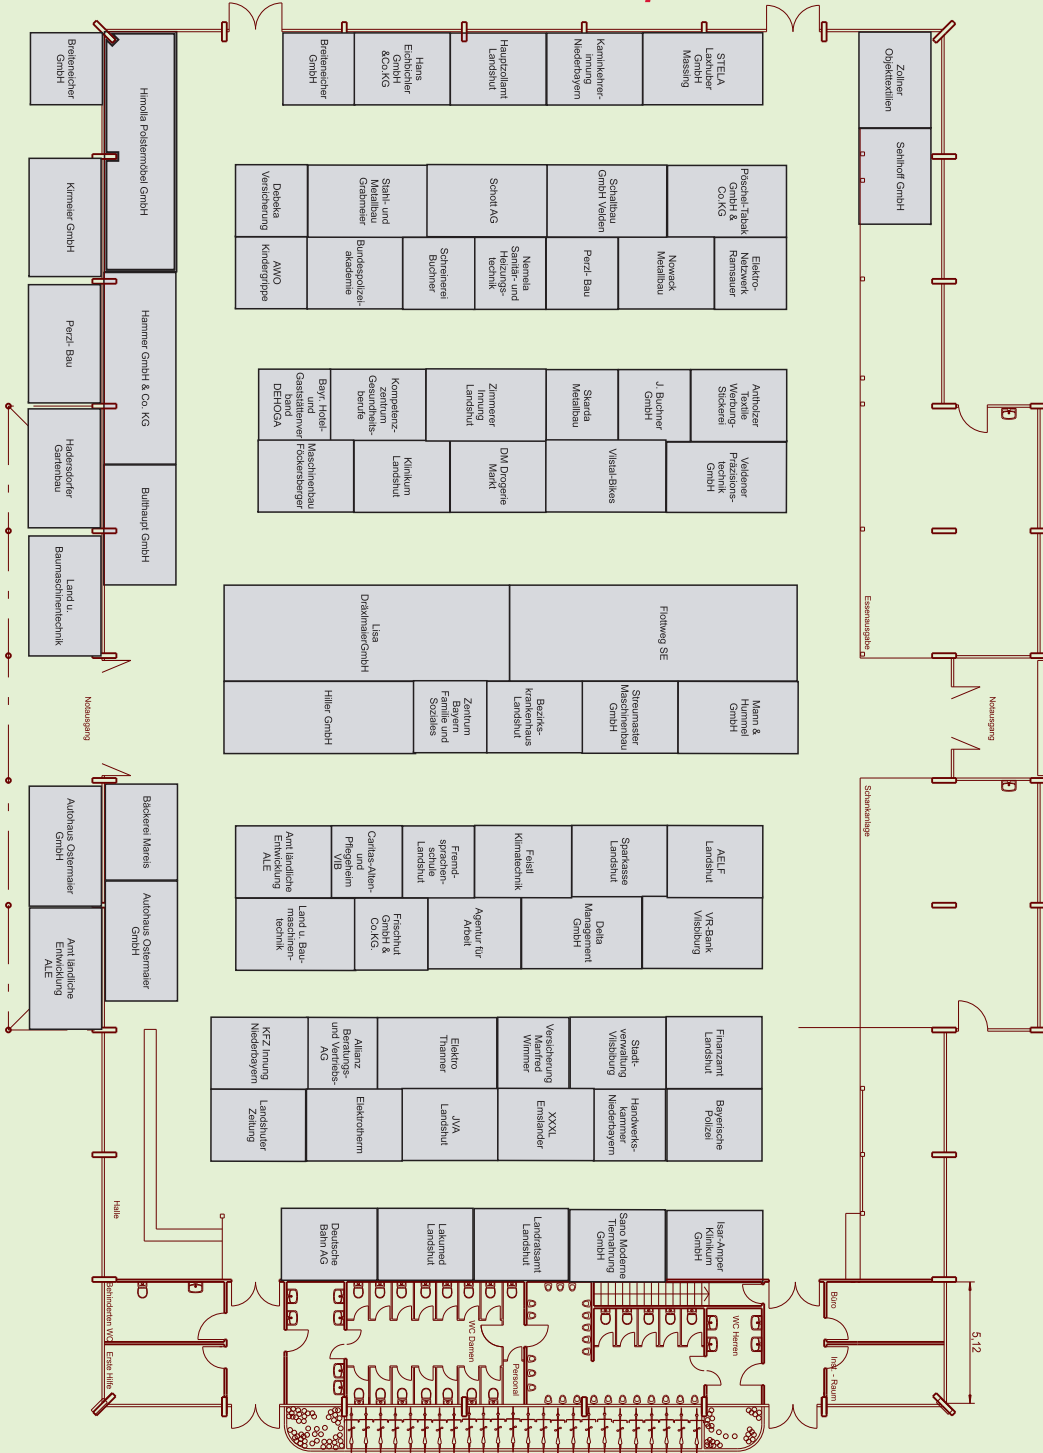 Breiteneicher
GmbH
Himolla Polstermöbel GmbH
Breiteneicher
GmbH
Hans
Eichbichler
GmbH
&Co.KG
Hauptzollamt
Landshut
Kaminkehrer-
innung
Niederbayern
STELA
Laxhuber
GmbH
Massing
Zollner
Objekttextilien
Sehlhoff GmbH
Kirmeier GmbH
Debeka
Versicherung
Stahl- und
Metallbau
Grabmeier
Schott AG
Schaltbau
GmbH Velden
Pöschel-Tabak
GmbH &
Co.KG
AWO
Kindergrippe
Bundespolizei-
akademie
Schreinerei
Buchner
Nemela
Sanitär- und
Heizungs-
technik
Perzl- Bau
Nowack
Metallbau
Elektro-
Netzwerk
Ramsauer
Perzl- Bau
Hammer GmbH & Co. KG
Bayr. Hotel-
und
Gaststättenver
band
DEHOGA
Kompetenz-
zentrum
Gesundheits-
berufe
Zimmerer
Innung
Landshut
Skarda
Metallbau
J. Buchner
GmbH
Antholzer
Textile
Werbung-
Stickerei
Hadersdorfer
Gartenbau
Bulthaupt GmbH
Maschinenbau
Föckersberger
Klinikum
Landshut
DM Drogerie
Markt
Vilstal-Bikes
Veldener
Präzisions-
technik
GmbH
Land u.
Baumaschinentechnik
Lisa
DräxlmaierGmbH
Flottweg SE
Essenausgabe
Notausgang
Hiller GmbH
Zentrum
Bayern
Familie und
Soziales
Bezirks-
krankenhaus
Landshut
Streumaster
Maschinenbau
GmbH
Mann &
Hummel
GmbH
Notausgang
Autohaus Ostermaier
GmbH
Bäckerei Mareis
Amt ländliche
Entwicklung
ALE
Caritas-Alten-
und
Pflegeheim
VIB
Fremd-
sprachen-
schule
Landshut
Feistl
Klimatechnik
Sparkasse
Landshut
AELF
Landshut
Schankanlage
Amt ländliche
Entwicklung
ALE
Autohaus Ostermaier
GmbH
Land u. Bau-
maschinen-
technik
Frischhut
GmbH &
Co.KG.
Agentur für
Arbeit
Delta
Management
GmbH
VR-Bank
Vilsbiburg
KFZ Innung
Niederbayern
Allianz
Beratungs-
und Vertriebs-
AG
Elektro
Thanner
Versicherung
Manfred
Wimmer
Stadt-
verwaltung
Vilsbiburg
Finanzamt
Landshut
Landshuter
Zeitung
Elektrotherm
JVA
Landshut
XXXL
Emslander
Handwerks-
kammer
Niederbayern
Bayerische
Polizei
Halle
Deutsche
Bahn AG
Lakumed
Landshut
Landratsamt
Landshut
Sano Moderne
Tiernahrung
GmbH
Isar-Amper
Klinikum
GmbH
Behinderten WC
Erste Hilfe
WC Damen
Personal
WC Herren
Büro
Inst. - Raum
5,12